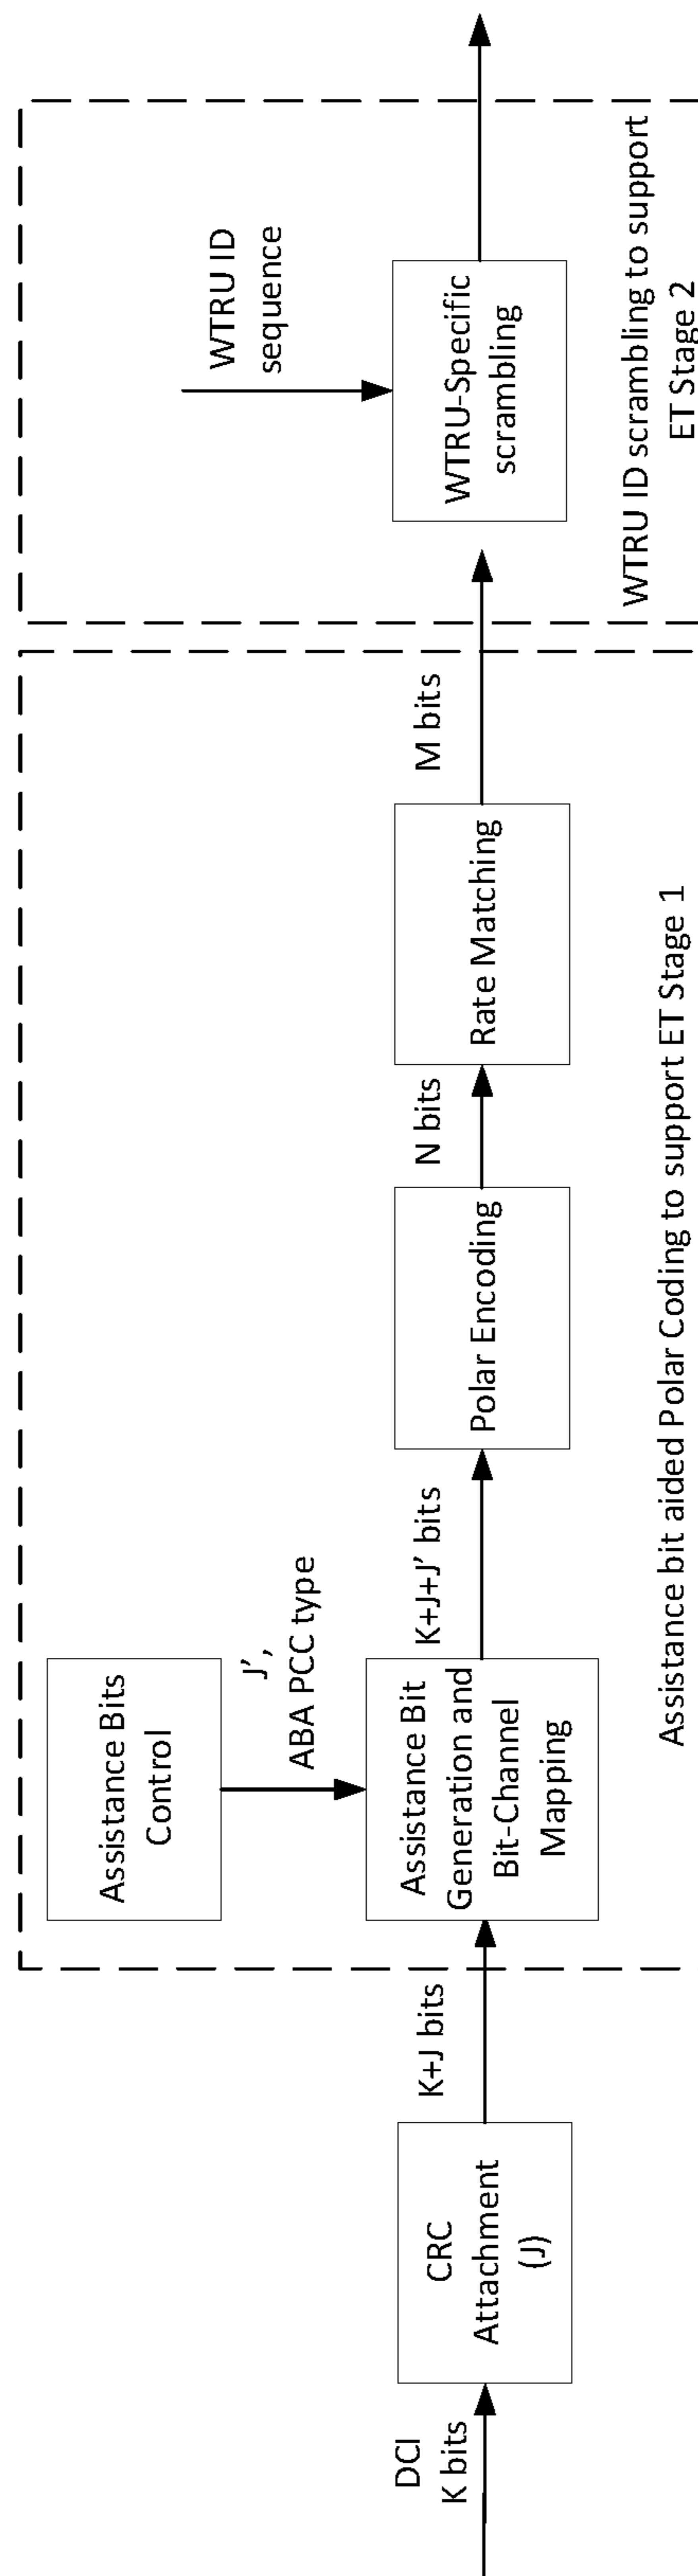 DCI
K bits
CRC
Attachment
(J)
K+J bits
Assistance Bits
Control
J’,
ABA PCC type
Assistance Bit
Generation and
Bit-Channel
Mapping
K+J+J’ bits
Polar Encoding
N bits
Rate Matching
M bits
Assistance bit aided Polar Coding to support ET Stage 1
WTRU ID
sequence
WTRU-Specific
scrambling
WTRU ID scrambling to support
ET Stage 2